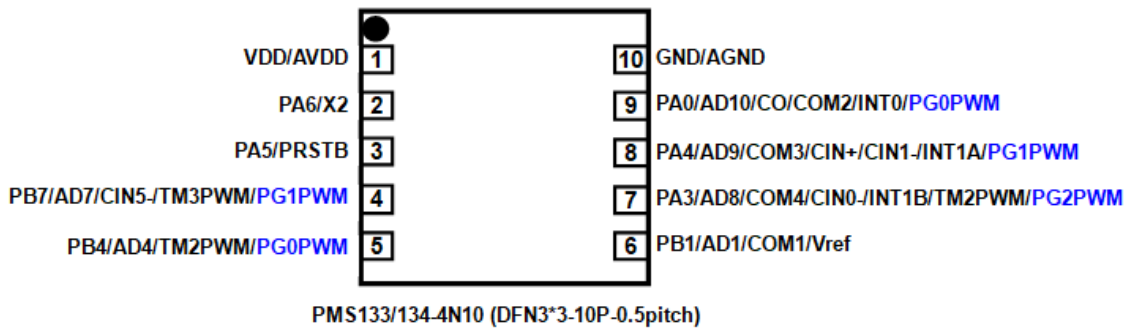 VDD/AVDD 1 10 GND/AGND
PA6/X2 2 9 PA0/AD10/CO/COM2/INT0/PG0PWM
PA5/PRSTB 3 8 PA4/AD9/COM3/CIN+/CIN1-/INT1A/PG1PWM
PB7/AD7/CIN5-/TM3PWM/PG1PWM 4 7 PA3/AD8/COM4/CIN0-/INT1B/TM2PWM/PG2PWM
PB4/AD4/TM2PWM/PG0PWM 5 6 PB1/AD1/COM1/Vref
PMS133/134-4N10 (DFN3*3-10P-0.5pitch)